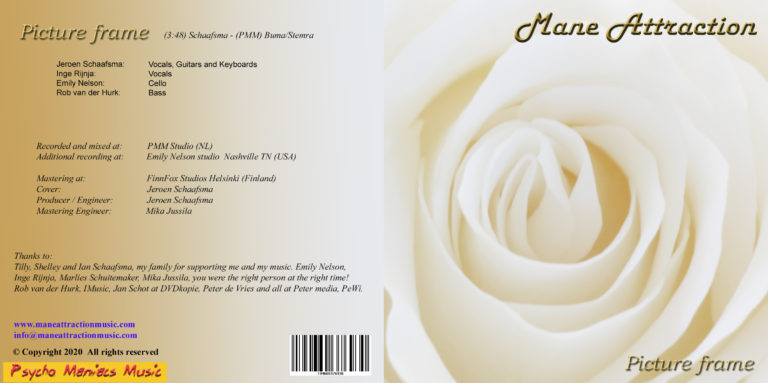 Picture frame (3:48) Schaafsma - (PMM) Buma/Stemra
Jeroen Schaafsma: Vocals, Guitars and Keyboards
Inge Rijnja: Vocals
Emily Nelson: Cello
Rob van der Hurk: Bass
Recorded and mixed at: PMM Studio (NL)
Additional recording at: Emily Nelson studio Nashville TN (USA)
Mastering at: FinnFox Studios Helsinki (Finland)
Cover: Jeroen Schaafsma
Producer / Engineer: Jeroen Schaafsma
Mastering Engineer: Mika Jussila
Thanks to:
Tilly, Shelley and Ian Schaafsma, my family for supporting me and my music. Emily Nelson,
Inge Rijnja, Marlies Schuitemaker, Mika Jussila, you were the right person at the right time!
Rob van der Hurk, IMusic, Jan Schot at DVDkopie, Peter de Vries and all at Peter media, PeWi.
www.maneattractionmusic.com
info@maneattractionmusic.com
© Copyright 2020 All rights reserved
Psycho Maniacs Music
Mane Attraction
Picture frame